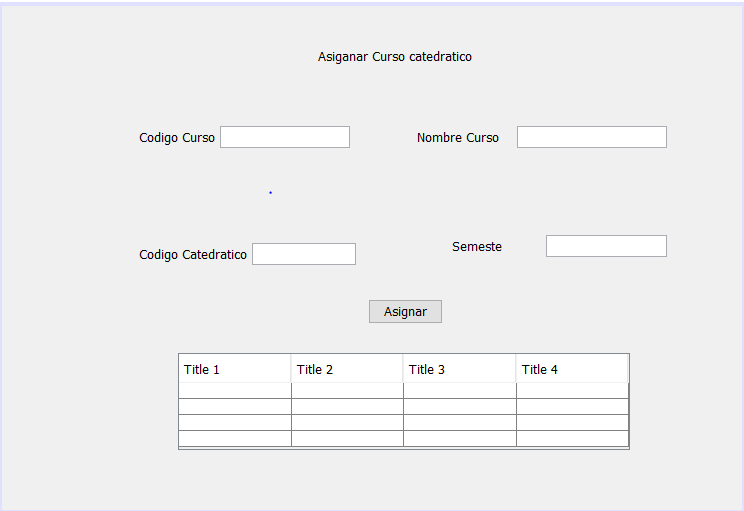 Asiganar Curso catedratico
Codigo Curso
Nombre Curso
Codigo Catedratico
Semeste
Asignar
Title 1 Title 2 Title 3 Title 4